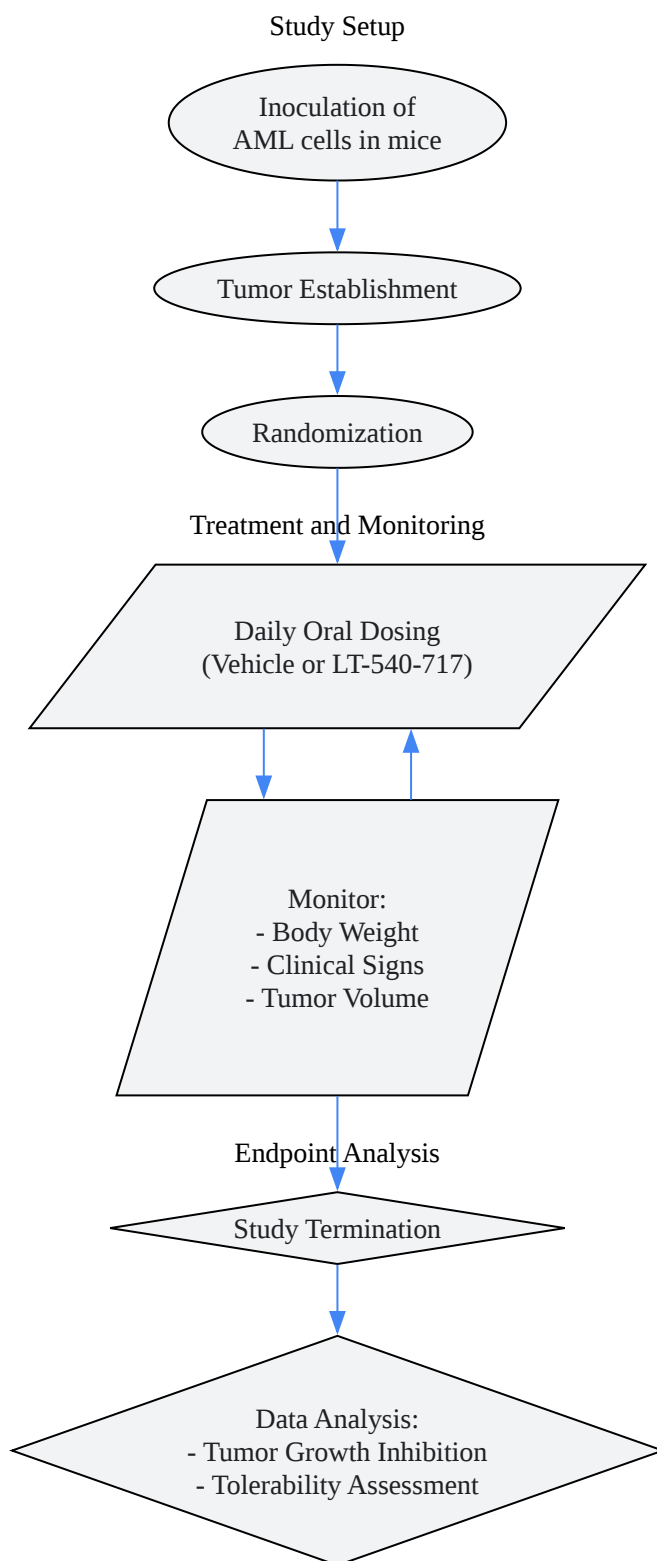 Study Setup
Inoculation of
AML cells in mice
Tumor Establishment
Randomization
Treatment and Monitoring
Daily Oral Dosing
(Vehicle or LT-540-717)
Monitor:
- Body Weight
- Clinical Signs
- Tumor Volume
Endpoint Analysis
Study Termination
Data Analysis:
- Tumor Growth Inhibition
- Tolerability Assessment